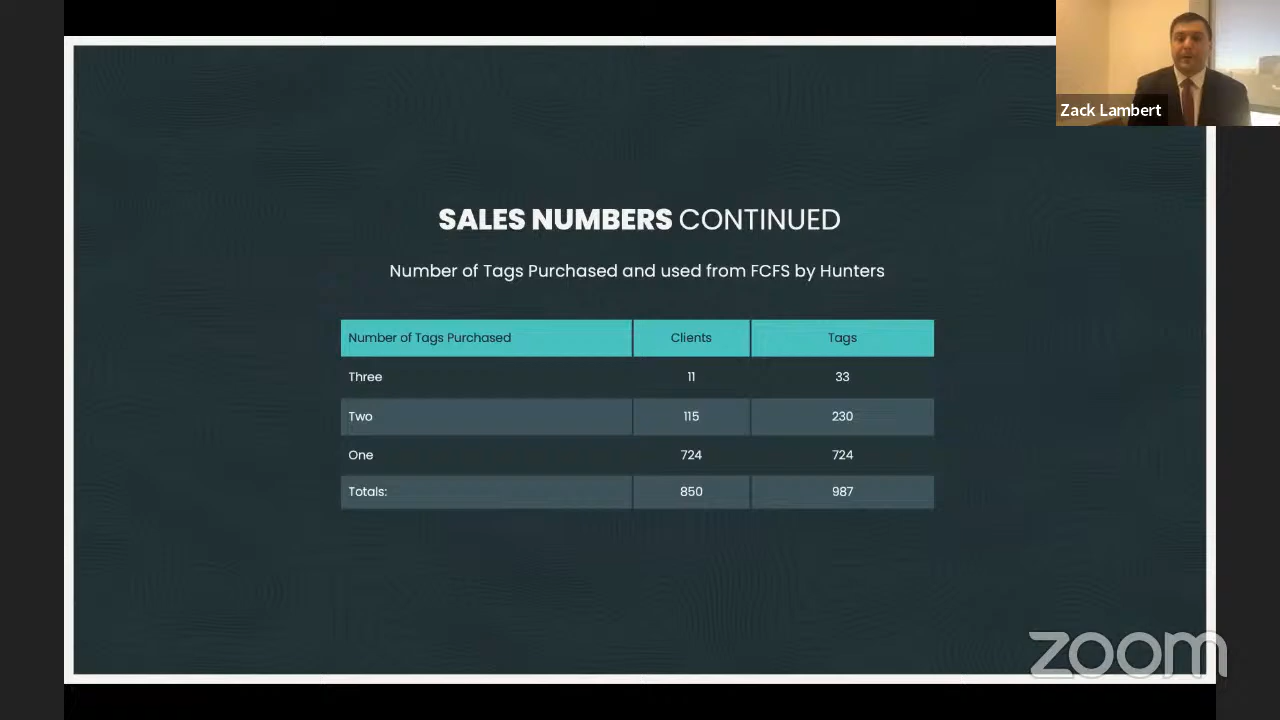 Zack Lambert
SALES NUMBERS CONTINUED
Number of Tags Purchased and used from FCFS by Hunters
Number of Tags Purchased Clients Tags
Three 11 33
Two 115 230
One 724 724
Totals: 850 987
zoom